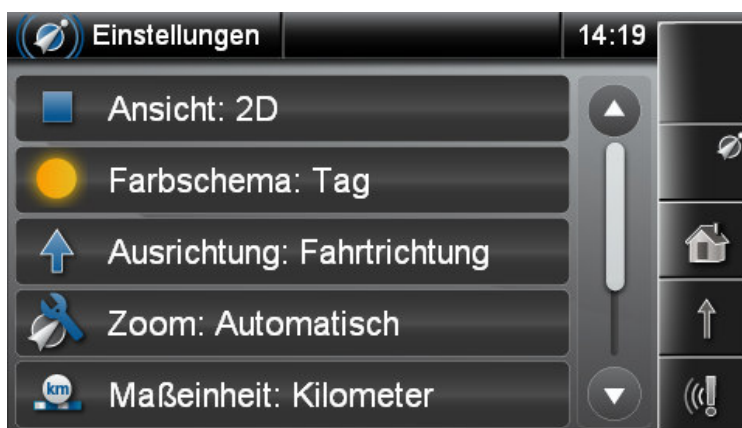 Einstellungen
14:19
Ansicht: 2D
Farbschema: Tag
Ausrichtung: Fahrtrichtung
Zoom: Automatisch
km
Maßeinheit: Kilometer